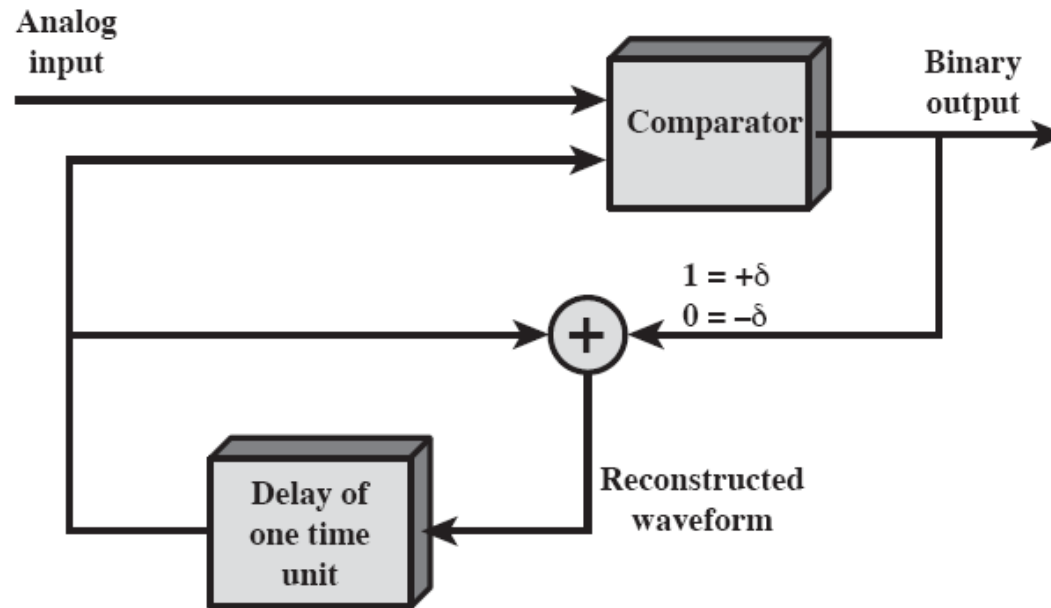 Analog
input
Comparator
Binary
output
1 = +δ
0 = –δ
+
Reconstructed
waveform
Delay of
one time
unit